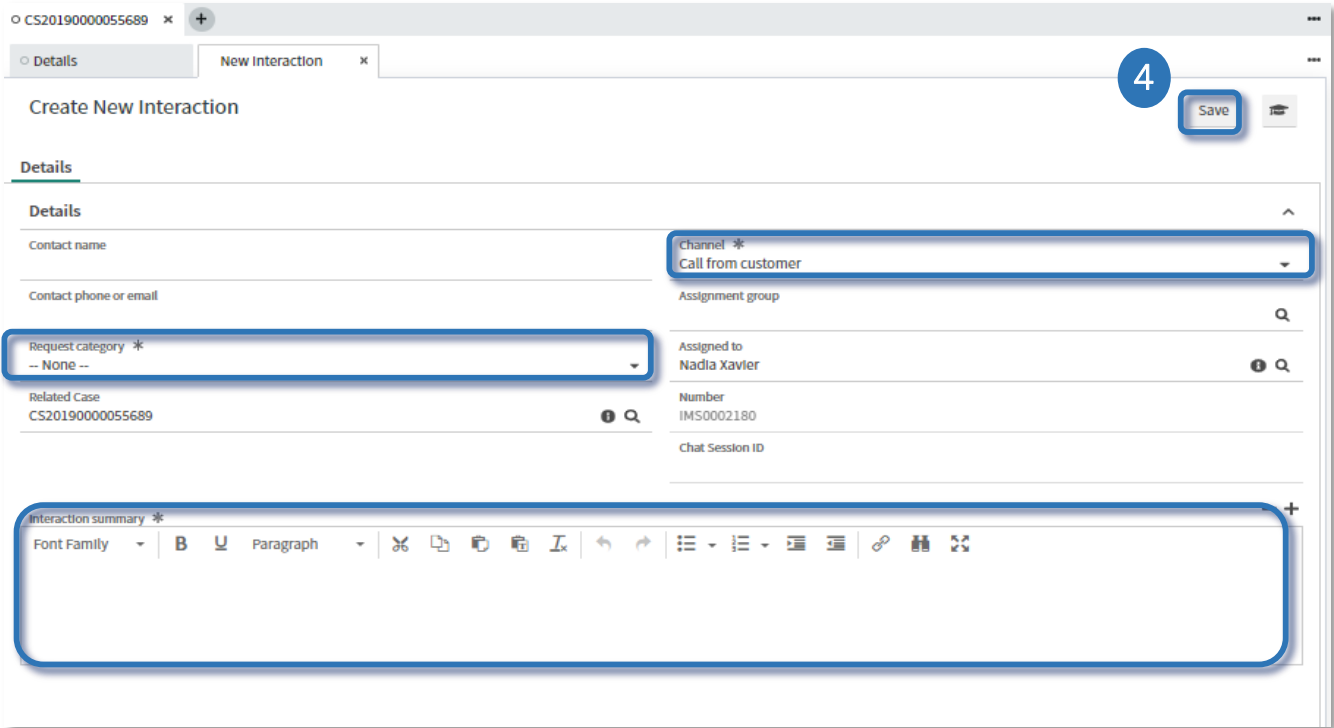 CS20190000055689
Details New Interaction
4
Create New Interaction
Save
Details
Details
Contact name
Channel *
Call from customer
Contact phone or email
Assignment group
Request category *
-- None --
Assigned to
Nadia Xavier
Related Case
CS20190000055689
Number
IMS0002180
Chat Session ID
Interaction summary *
Font Family B U Paragraph